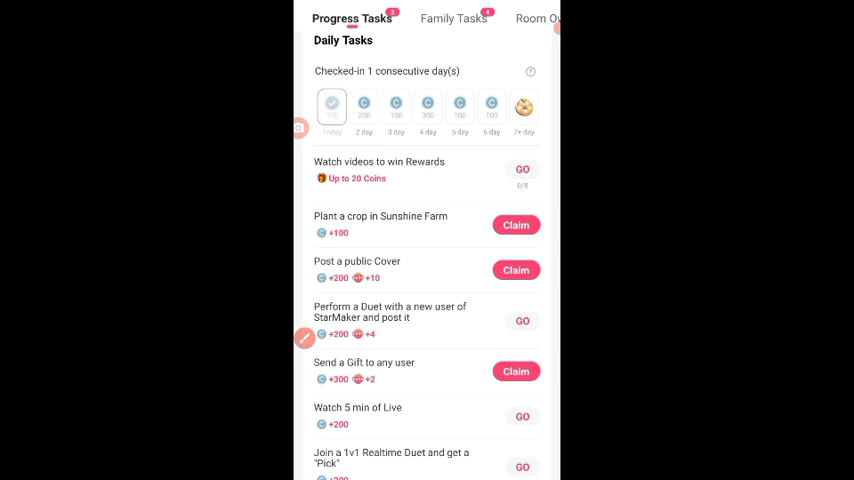 Progress Tasks 3 Family Tasks 4 Room Ow
Daily Tasks
Checked-in 1 consecutive day(s) ?
100 C 200 C 100 C 300 C 100 C 100
1 day 2 day 3 day 4 day 5 day 6 day 7+ day
Watch videos to win Rewards
Up to 20 Coins
GO
0/8
Plant a crop in Sunshine Farm
C +100
Claim
Post a public Cover
C +200 +10
Claim
Perform a Duet with a new user of
StarMaker and post it
C +200 +4
GO
Send a Gift to any user
C +300 +2
Claim
Watch 5 min of Live
C +200
GO
Join a 1v1 Realtime Duet and get a
"Pick"
GO